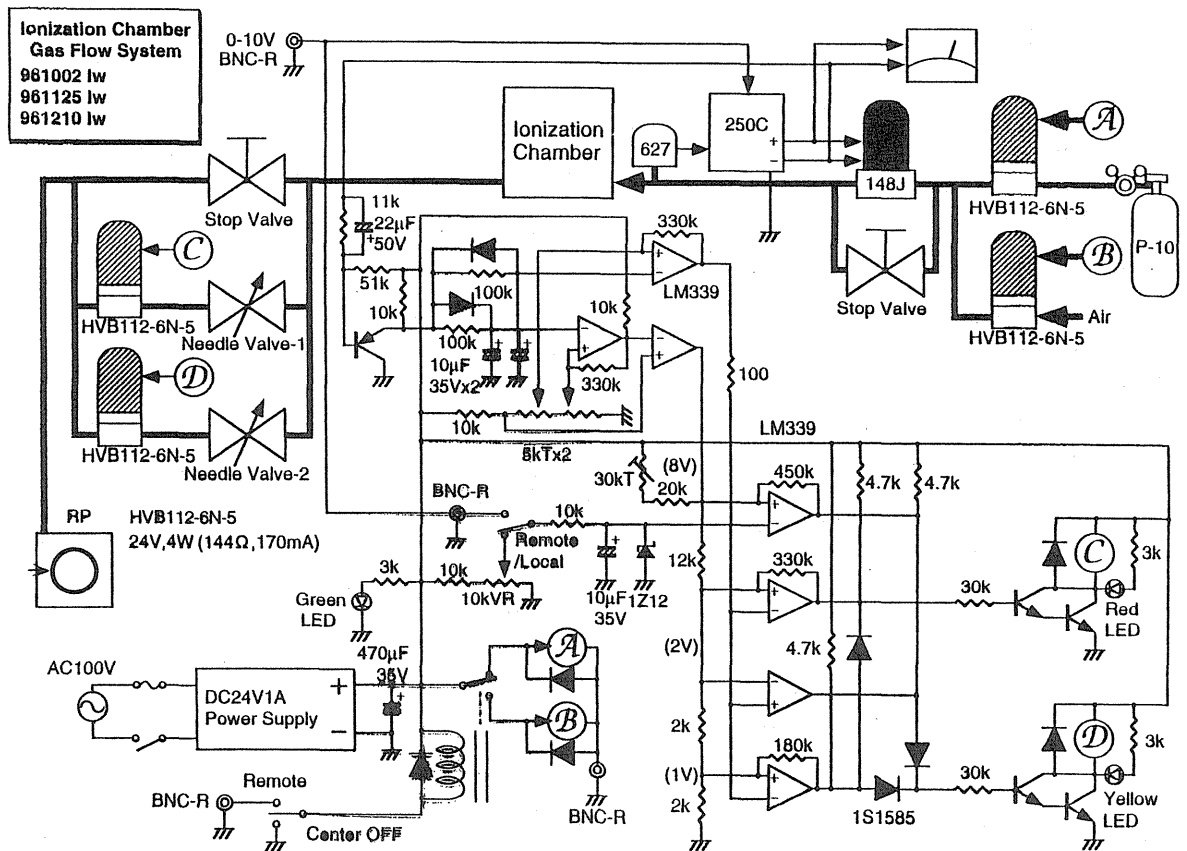 Ionization Chamber
Gas Flow System
961002 Iw
961125 Iw
961210 Iw
0-10V
BNC-R
Ionization
Chamber
627
250C
+
−
148J
A
HVB112-6N-5
P-10
B
Air
HVB112-6N-5
Stop Valve
Stop Valve
C
HVB112-6N-5
Needle Valve-1
D
HVB112-6N-5
Needle Valve-2
RP
HVB112-6N-5
24V,4W (144Ω,170mA)
11k
22μF
+50V
51k
10k
100k
100k
10μF
35Vx2
330k
LM339
10k
330k
10k
5kTx2
100
LM339
30kT
(8V)
20k
450k
4.7k
4.7k
BNC-R
10k
Remote
/Local
3k
10k
10kVR
Green
LED
10μF
35V
1Z12
12k
330k
(2V)
4.7k
2k
(1V)
180k
2k
1S1585
30k
C
3k
Red
LED
30k
D
3k
Yellow
LED
AC100V
DC24V1A
Power Supply
+
−
470μF
35V
A
B
BNC-R
Remote
BNC-R
Center OFF